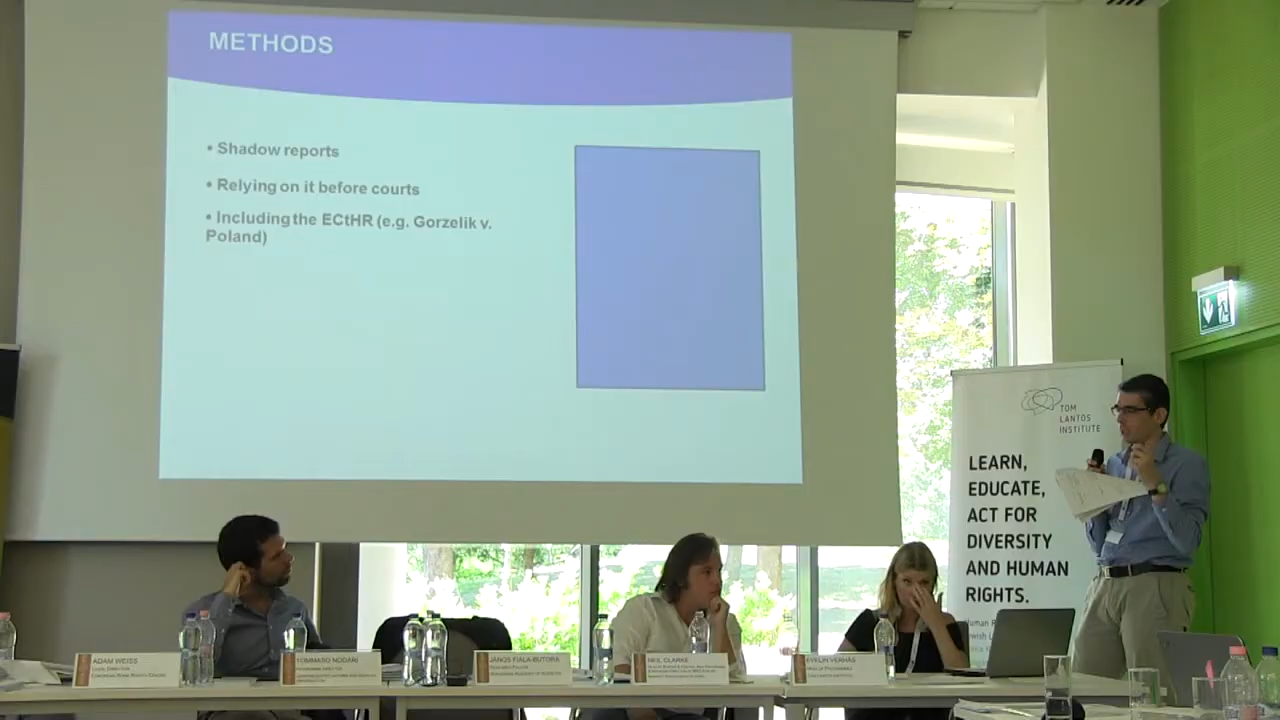 METHODS
• Shadow reports
• Relying on it before courts
• Including the ECtHR (e.g. Gorzelik v.
Poland)
TOM
LANTOS
INSTITUTE
LEARN,
EDUCATE,
ACT FOR
DIVERSITY
AND HUMAN
RIGHTS.
ADAM WEISS
TOMMASO NODARI
JÁNOS FIALA-BUTORA
NEIL CLARKE
EVELIN VERHÁS